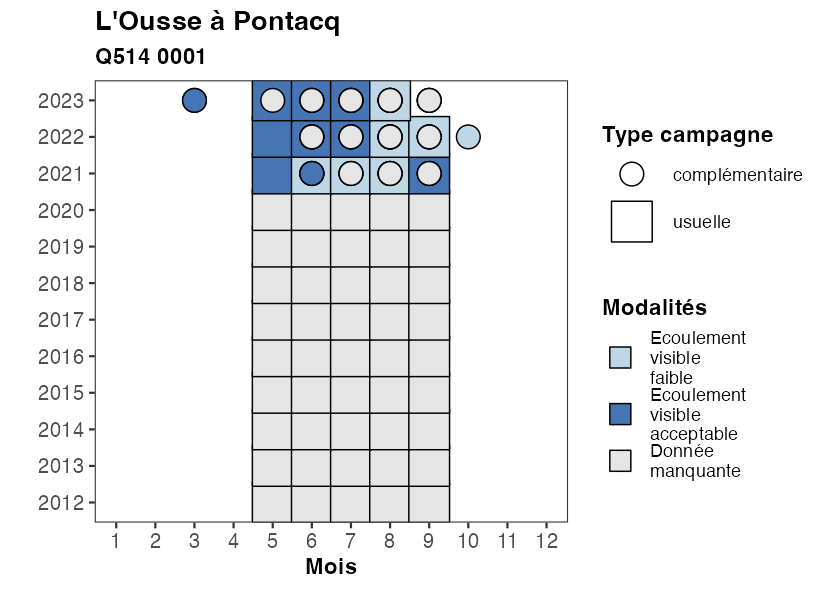 L'Ousse à Pontacq
Q514 0001
2023
2022
2021
2020
2019
2018
2017
2016
2015
2014
2013
2012
1 2 3 4 5 6 7 8 9 10 11 12
Mois
Type campagne
complémentaire
usuelle
Modalités
Ecoulement
visible
faible
Ecoulement
visible
acceptable
Donnée
manquante